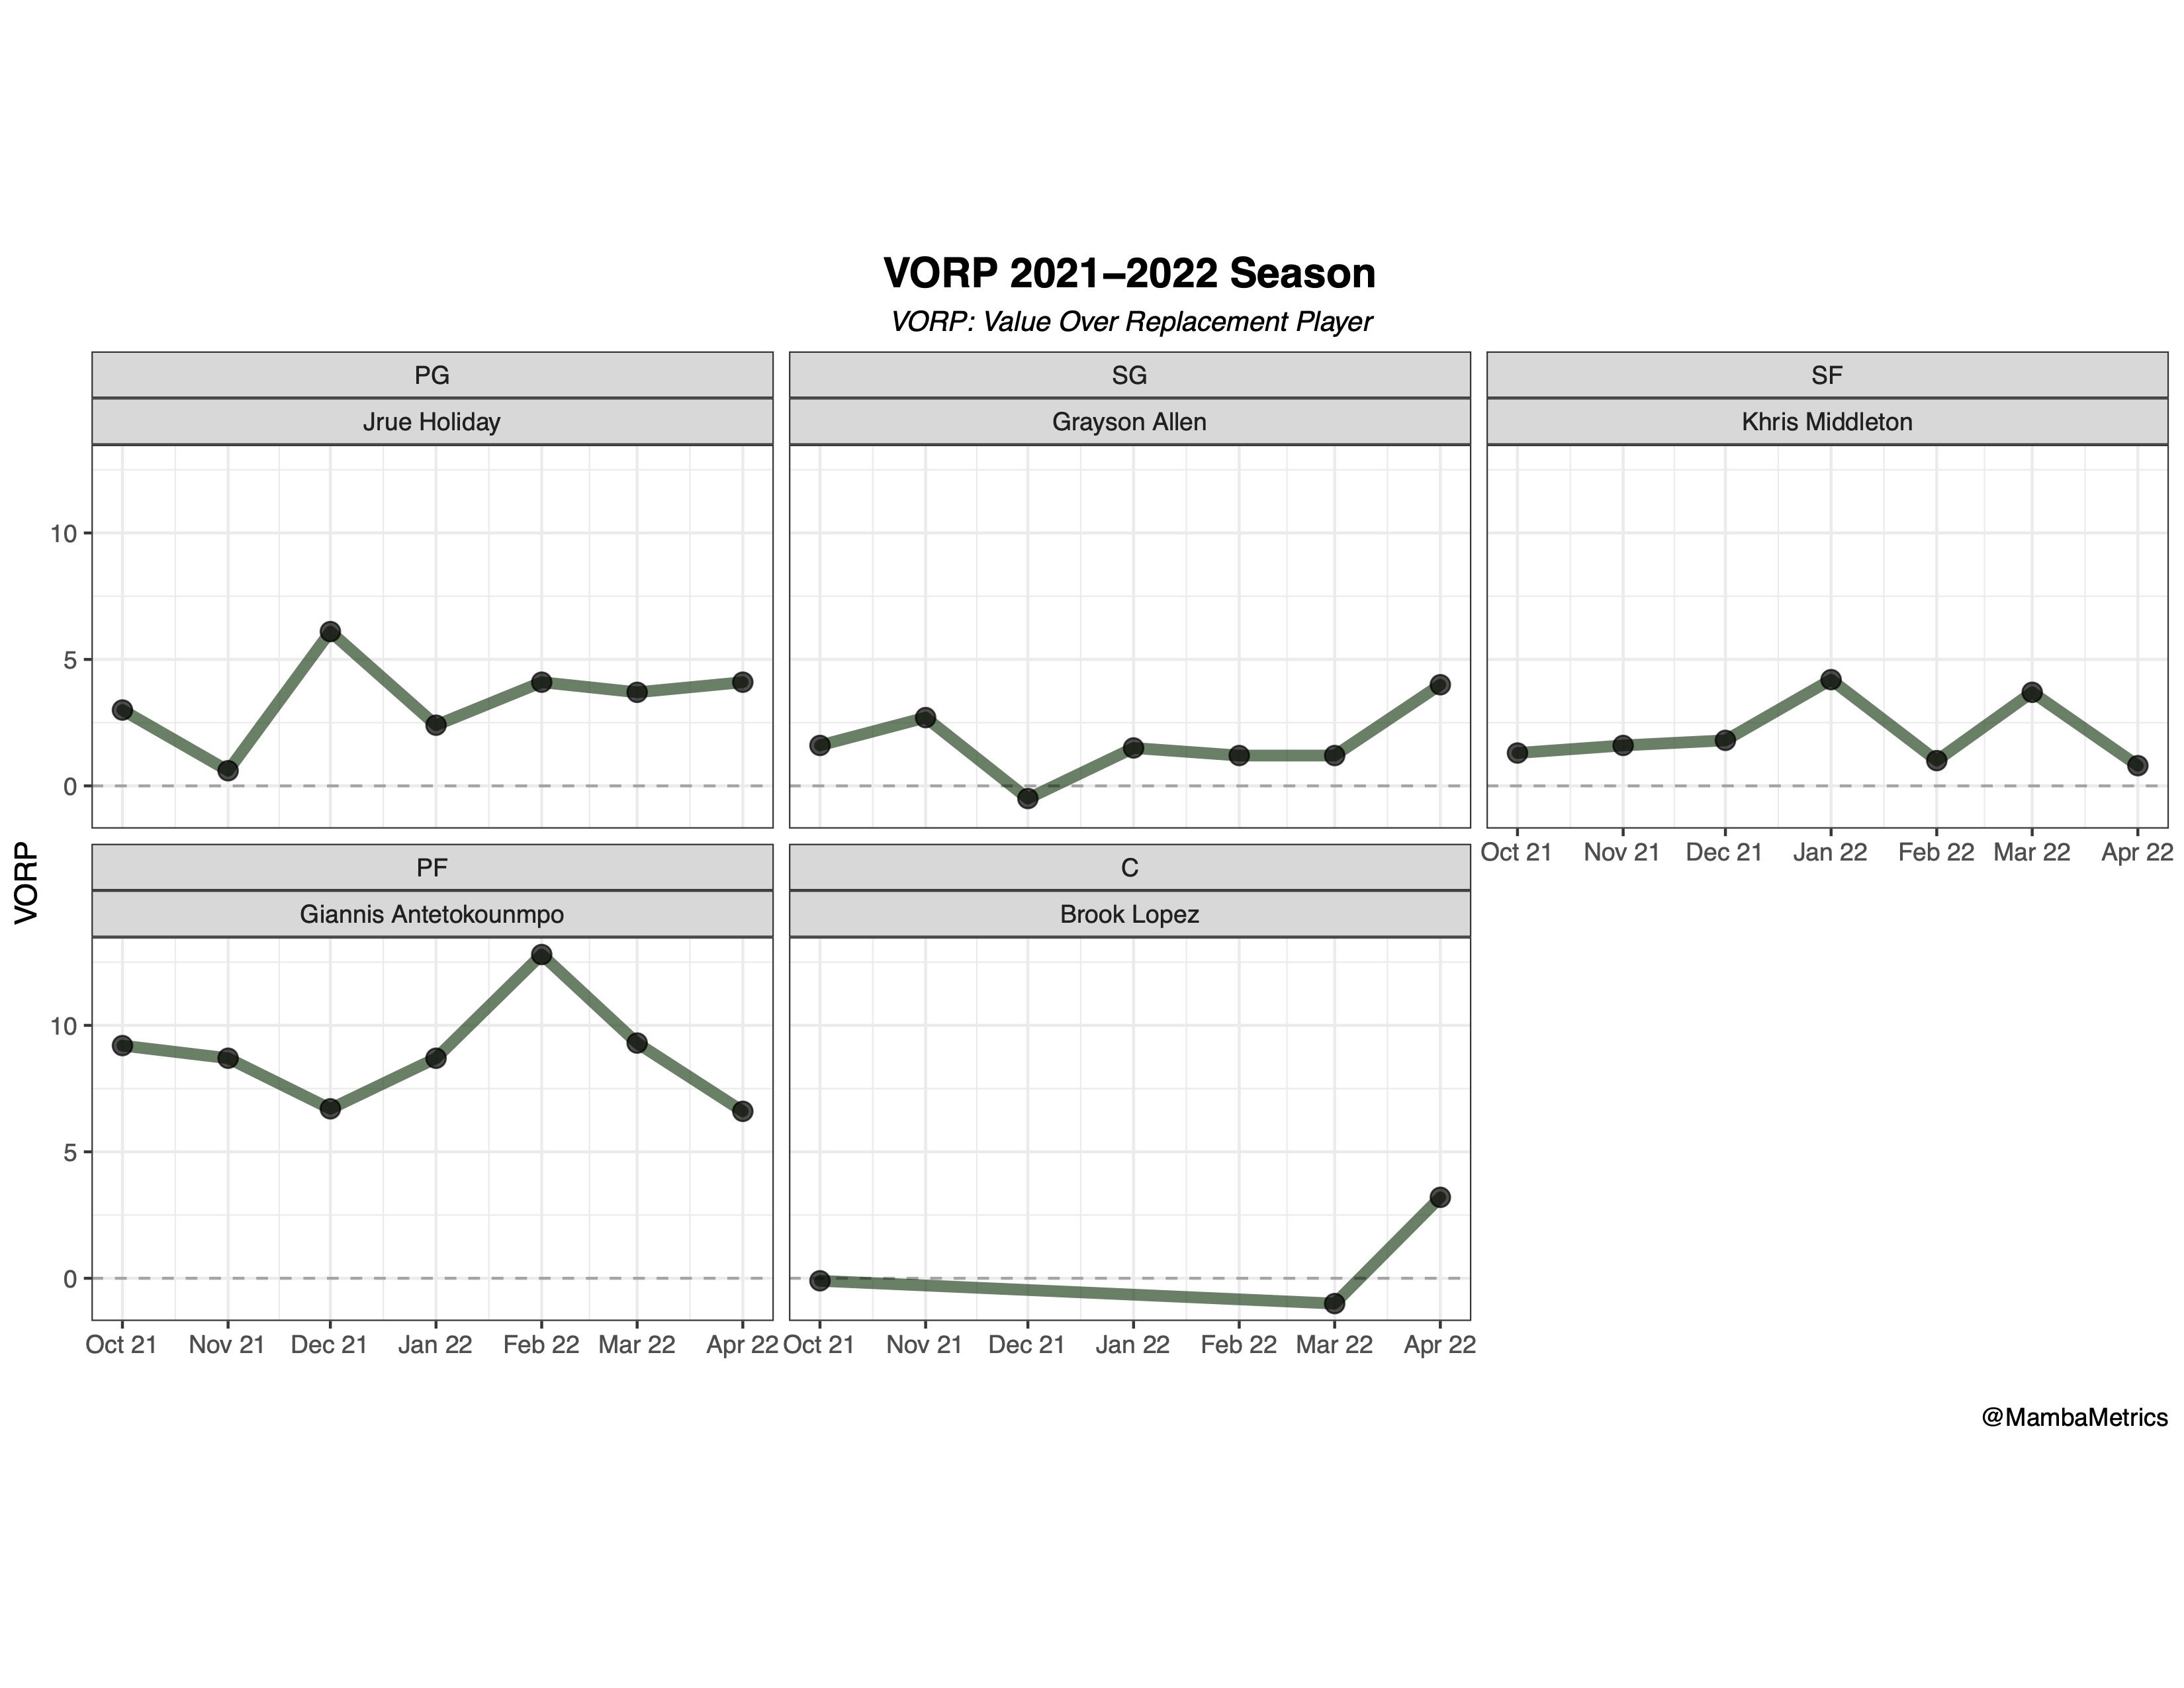 VORP 2021–2022 Season
VORP: Value Over Replacement Player
PG
SG
SF
Jrue Holiday
Grayson Allen
Khris Middleton
10
5
0
Oct 21 Nov 21 Dec 21 Jan 22 Feb 22 Mar 22 Apr 22
VORP
PF
C
Giannis Antetokounmpo
Brook Lopez
10
5
0
Oct 21 Nov 21 Dec 21 Jan 22 Feb 22 Mar 22 Apr 22
Oct 21 Nov 21 Dec 21 Jan 22 Feb 22 Mar 22 Apr 22
@MambaMetrics